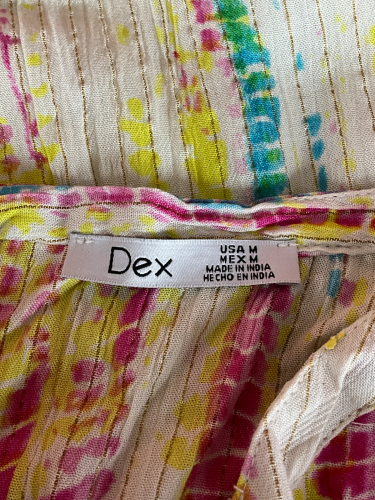 Dex
USA M
MEX M
MADE IN INDIA
HECHO EN INDIA